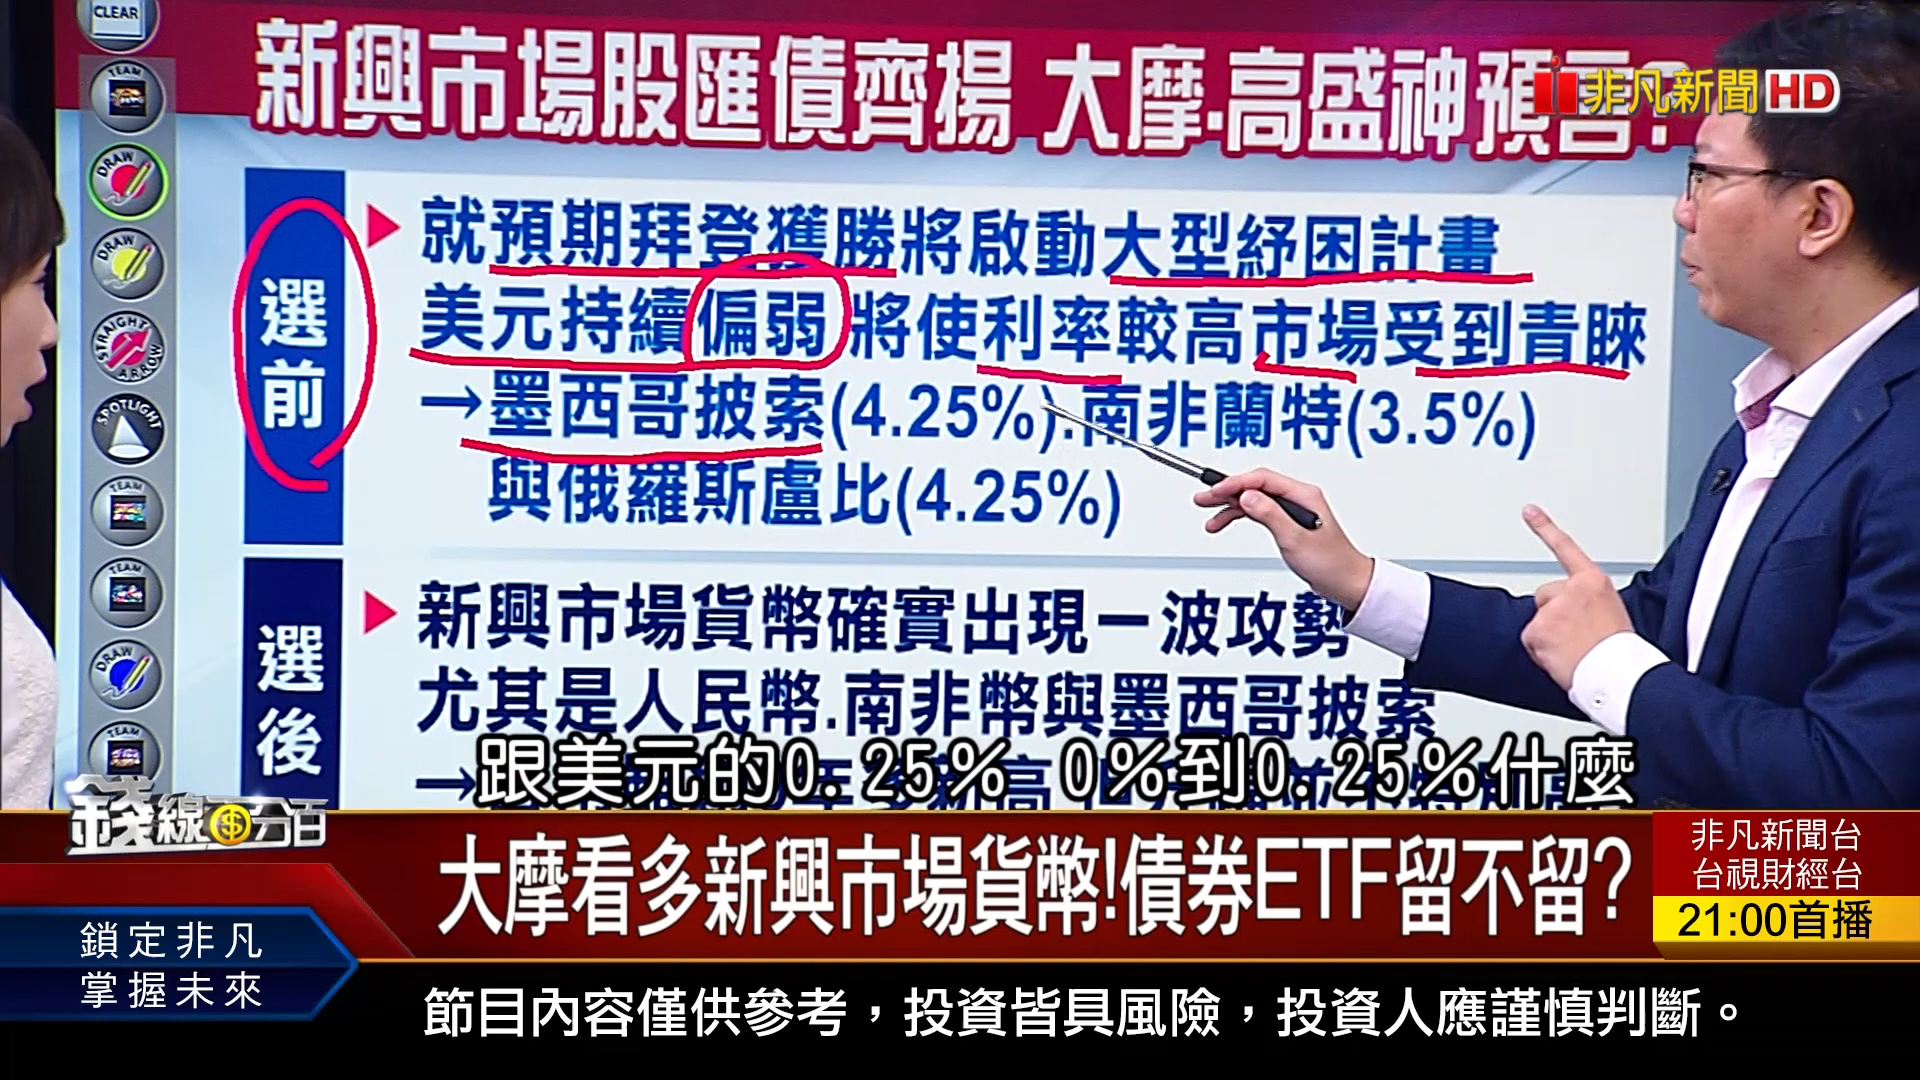 CLEAR
新興市場股匯債齊揚 大摩.高盛神預言?
非凡新聞HD
TEAM
DRAW
DRAW
STRAIGHT ARROW
SPOTLIGHT
TEAM
TEAM
DRAW
TEAM
選前
就預期拜登獲勝將啟動大型紓困計畫
美元持續偏弱 將使利率較高市場受到青睞
→墨西哥披索(4.25%).南非蘭特(3.5%)
與俄羅斯盧比(4.25%)
選後
新興市場貨幣確實出現一波攻勢
尤其是人民幣.南非幣與墨西哥披索
跟美元的0.25% 0%到0.25%什麼
錢線百分百
大摩看多新興市場貨幣!債券ETF留不留?
非凡新聞台
台視財經台
21:00首播
鎖定非凡
掌握未來
節目內容僅供參考，投資皆具風險，投資人應謹慎判斷。